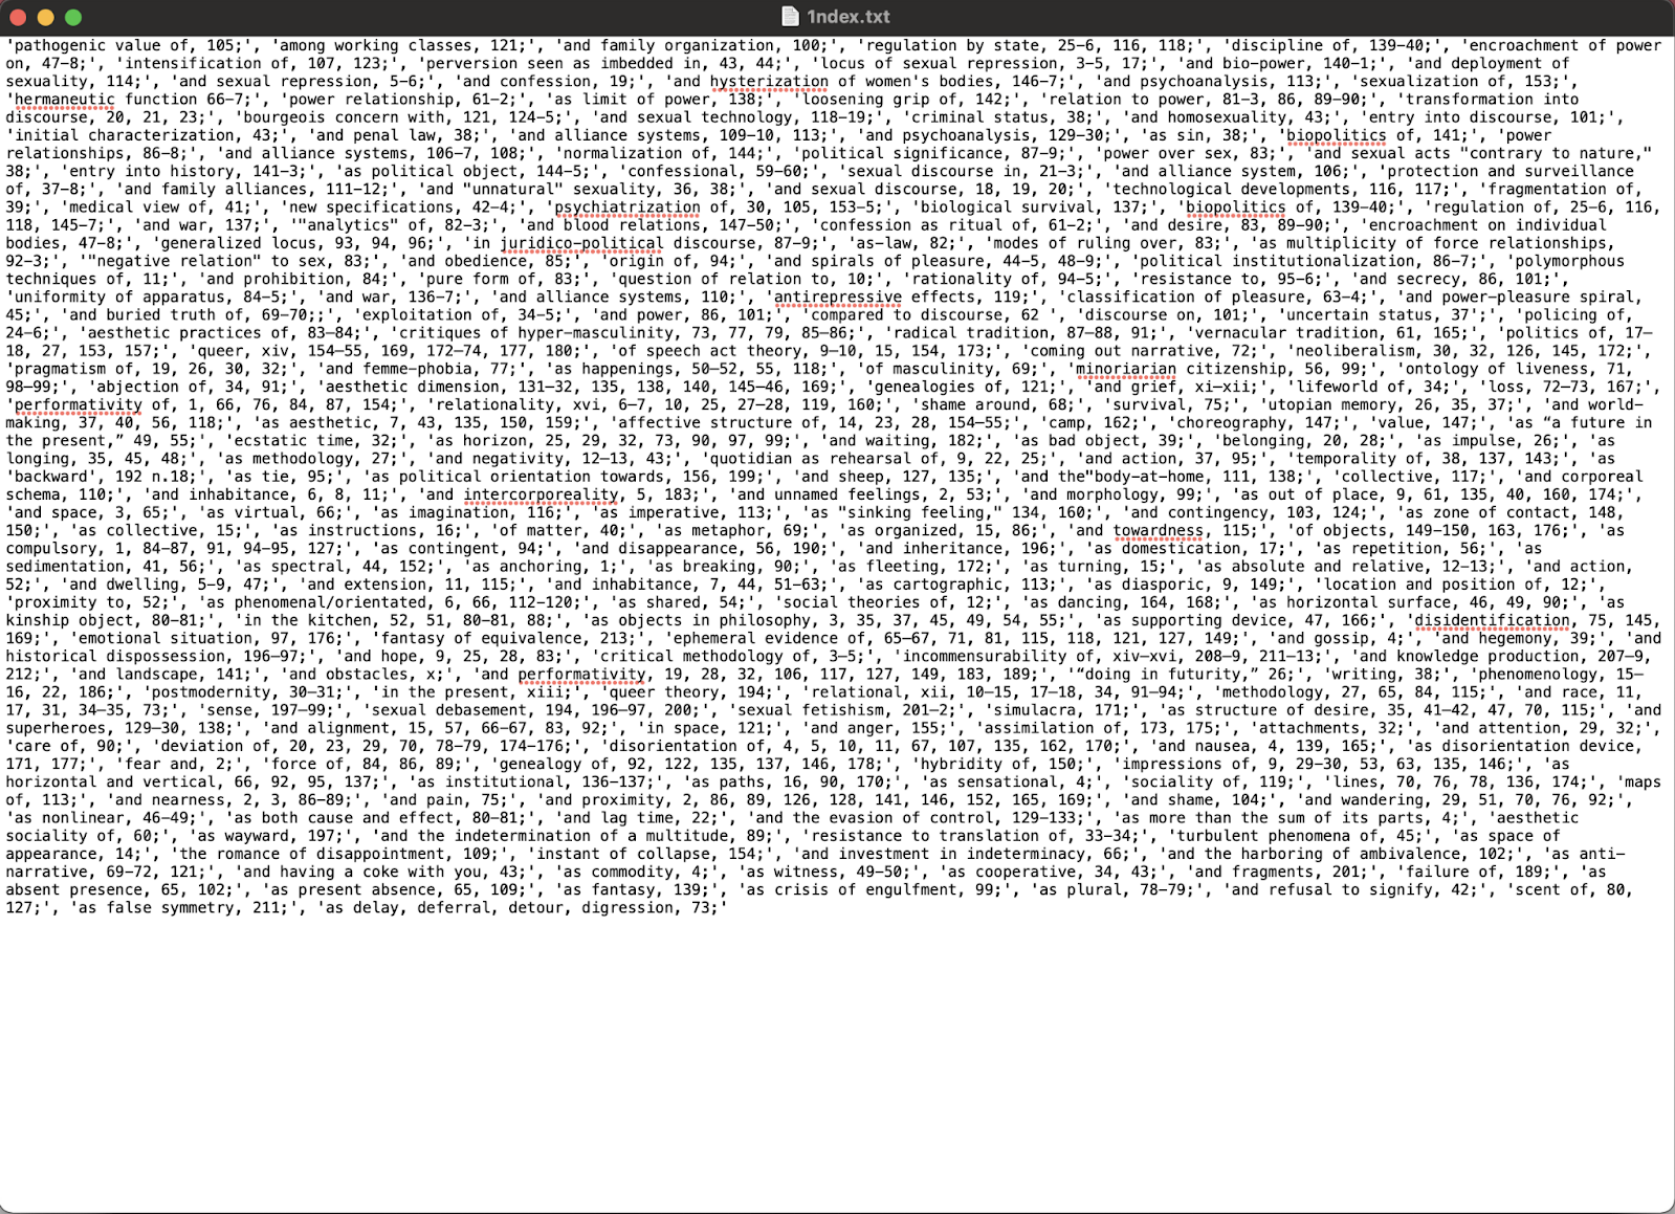 1ndex.txt
'pathogenic value of, 105;', 'among working classes, 121;', 'and family organization, 100;', 'regulation by state, 25-6, 116, 118;', 'discipline of, 139-40;', 'encroachment of power
on, 47-8;', 'intensification of, 107, 123;', 'perversion seen as imbedded in, 43, 44;', 'locus of sexual repression, 3-5, 17;', 'and bio-power, 140-1;', 'and deployment of
sexuality, 114;', 'and sexual repression, 5-6;', 'and confession, 19;', 'and hysterization of women's bodies, 146-7;', 'and psychoanalysis, 113;', 'sexualization of, 153;',
'hermaneutic function 66-7;', 'power relationship, 61-2;', 'as limit of power, 138;', 'loosening grip of, 142;', 'relation to power, 81-3, 86, 89-90;', 'transformation into
discourse, 20, 21, 23;', 'bourgeois concern with, 121, 124-5;', 'and sexual technology, 118-19;', 'criminal status, 38;', 'and homosexuality, 43;', 'entry into discourse, 101;',
'initial characterization, 43;', 'and penal law, 38;', 'and alliance systems, 109-10, 113;', 'and psychoanalysis, 129-30;', 'as sin, 38;', 'biopolitics of, 141;', 'power
relationships, 86-8;', 'and alliance systems, 106-7, 108;', 'normalization of, 144;', 'political significance, 87-9;', 'power over sex, 83;', 'and sexual acts "contrary to nature,"
38;', 'entry into history, 141-3;', 'as political object, 144-5;', 'confessional, 59-60;', 'sexual discourse in, 21-3;', 'and alliance system, 106;', 'protection and surveillance
of, 37-8;', 'and family alliances, 111-12;', 'and "unnatural" sexuality, 36, 38;', 'and sexual discourse, 18, 19, 20;', 'technological developments, 116, 117;', 'fragmentation of,
39;', 'medical view of, 41;', 'new specifications, 42-4;', 'psychiatrization of, 30, 105, 153-5;', 'biological survival, 137;', 'biopolitics of, 139-40;', 'regulation of, 25-6, 116,
118, 145-7;', 'and war, 137;', '"analytics" of, 82-3;', 'and blood relations, 147-50;', 'confession as ritual of, 61-2;', 'and desire, 83, 89-90;', 'encroachment on individual
bodies, 47-8;', 'generalized locus, 93, 94, 96;', 'in juridico-political discourse, 87-9;', 'as-law, 82;', 'modes of ruling over, 83;', 'as multiplicity of force relationships,
92-3;', '"negative relation" to sex, 83;', 'and obedience, 85;', 'origin of, 94;', 'and spirals of pleasure, 44-5, 48-9;', 'political institutionalization, 86-7;', 'polymorphous
techniques of, 11;', 'and prohibition, 84;', 'pure form of, 83;', 'question of relation to, 10;', 'rationality of, 94-5;', 'resistance to, 95-6;', 'and secrecy, 86, 101;',
'uniformity of apparatus, 84-5;', 'and war, 136-7;', 'and alliance systems, 110;', 'antirepressive effects, 119;', 'classification of pleasure, 63-4;', 'and power-pleasure spiral,
45;', 'and buried truth of, 69-70;;', 'exploitation of, 34-5;', 'and power, 86, 101;', 'compared to discourse, 62 ', 'discourse on, 101;', 'uncertain status, 37';', 'policing of,
24-6;', 'aesthetic practices of, 83-84;', 'critiques of hyper-masculinity, 73, 77, 79, 85-86;', 'radical tradition, 87-88, 91;', 'vernacular tradition, 61, 165;', 'politics of, 17-
18, 27, 153, 157;', 'queer, xiv, 154-55, 169, 172-74, 177, 180;', 'of speech act theory, 9-10, 15, 154, 173;', 'coming out narrative, 72;', 'neoliberalism, 30, 32, 126, 145, 172;',
'pragmatism of, 19, 26, 30, 32;', 'and femme-phobia, 77;', 'as happenings, 50-52, 55, 118;', 'of masculinity, 69;', 'minoriarian citizenship, 56, 99;', 'ontology of liveness, 71,
98-99;', 'abjection of, 34, 91;', 'aesthetic dimension, 131-32, 135, 138, 140, 145-46, 169;', 'genealogies of, 121;', 'and grief, xi-xii;', 'lifeworld of, 34;', 'loss, 72-73, 167;',
'performativity of, 1, 66, 76, 84, 87, 154;', 'relationality, xvi, 6-7, 10, 25, 27-28, 119, 160;', 'shame around, 68;', 'survival, 75;', 'utopian memory, 26, 35, 37;', 'and world-
making, 37, 40, 56, 118;', 'as aesthetic, 7, 43, 135, 150, 159;', 'affective structure of, 14, 23, 28, 154-55;', 'camp, 162;', 'choreography, 147;', 'value, 147;', 'as “a future in
the present,” 49, 55;', 'ecstatic time, 32;', 'as horizon, 25, 29, 32, 73, 90, 97, 99;', 'and waiting, 182;', 'as bad object, 39;', 'belonging, 20, 28;', 'as impulse, 26;', 'as
longing, 35, 45, 48;', 'as methodology, 27;', 'and negativity, 12-13, 43;', 'quotidian as rehearsal of, 9, 22, 25;', 'and action, 37, 95;', 'temporality of, 38, 137, 143;', 'as
'backward', 192 n.18;', 'as tie, 95;', 'as political orientation towards, 156, 199;', 'and sheep, 127, 135;', 'and the"body-at-home, 111, 138;', 'collective, 117;', 'and corporeal
schema, 110;', 'and inhabitance, 6, 8, 11;', 'and intercorporeality, 5, 183;', 'and unnamed feelings, 2, 53;', 'and morphology, 99;', 'as out of place, 9, 61, 135, 40, 160, 174;',
'and space, 3, 65;', 'as virtual, 66;', 'as imagination, 116;', 'as imperative, 113;', 'as "sinking feeling," 134, 160;', 'and contingency, 103, 124;', 'as zone of contact, 148,
150;', 'as collective, 15;', 'as instructions, 16;', 'of matter, 40;', 'as metaphor, 69;', 'as organized, 15, 86;', 'and towardness, 115;', 'of objects, 149-150, 163, 176;', 'as
compulsory, 1, 84-87, 91, 94-95, 127;', 'as contingent, 94;', 'and disappearance, 56, 190;', 'and inheritance, 196;', 'as domestication, 17;', 'as repetition, 56;', 'as
sedimentation, 41, 56;', 'as spectral, 44, 152;', 'as anchoring, 1;', 'as breaking, 90;', 'as fleeting, 172;', 'as turning, 15;', 'as absolute and relative, 12-13;', 'and action,
52;', 'and dwelling, 5-9, 47;', 'and extension, 11, 115;', 'and inhabitance, 7, 44, 51-63;', 'as cartographic, 113;', 'as diasporic, 9, 149;', 'location and position of, 12;',
'proximity to, 52;', 'as phenomenal/orientated, 6, 66, 112-120;', 'as shared, 54;', 'social theories of, 12;', 'as dancing, 164, 168;', 'as horizontal surface, 46, 49, 90;', 'as
kinship object, 80-81;', 'in the kitchen, 52, 51, 80-81, 88;', 'as objects in philosophy, 3, 35, 37, 45, 49, 54, 55;', 'as supporting device, 47, 166;', 'disidentification, 75, 145,
169;', 'emotional situation, 97, 176;', 'fantasy of equivalence, 213;', 'ephemeral evidence of, 65-67, 71, 81, 115, 118, 121, 127, 149;', 'and gossip, 4;', 'and hegemony, 39;', 'and
historical dispossession, 196-97;', 'and hope, 9, 25, 28, 83;', 'critical methodology of, 3-5;', 'incommensurability of, xiv-xvi, 208-9, 211-13;', 'and knowledge production, 207-9,
212;', 'and landscape, 141;', 'and obstacles, x;', 'and performativity, 19, 28, 32, 106, 117, 127, 149, 183, 189;', '“doing in futurity,” 26;', 'writing, 38;', 'phenomenology, 15-
16, 22, 186;', 'postmodernity, 30-31;', 'in the present, xiii;', 'queer theory, 194;', 'relational, xii, 10-15, 17-18, 34, 91-94;', 'methodology, 27, 65, 84, 115;', 'and race, 11,
17, 31, 34-35, 73;', 'sense, 197-99;', 'sexual debasement, 194, 196-97, 200;', 'sexual fetishism, 201-2;', 'simulacra, 171;', 'as structure of desire, 35, 41-42, 47, 70, 115;', 'and
superheroes, 129-30, 138;', 'and alignment, 15, 57, 66-67, 83, 92;', 'in space, 121;', 'and anger, 155;', 'assimilation of, 173, 175;', 'attachments, 32;', 'and attention, 29, 32;',
'care of, 90;', 'deviation of, 20, 23, 29, 70, 78-79, 174-176;', 'disorientation of, 4, 5, 10, 11, 67, 107, 135, 162, 170;', 'and nausea, 4, 139, 165;', 'as disorientation device,
171, 177;', 'fear and, 2;', 'force of, 84, 86, 89;', 'genealogy of, 92, 122, 135, 137, 146, 178;', 'hybridity of, 150;', 'impressions of, 9, 29-30, 53, 63, 135, 146;', 'as
horizontal and vertical, 66, 92, 95, 137;', 'as institutional, 136-137;', 'as paths, 16, 90, 170;', 'as sensational, 4;', 'sociality of, 119;', 'lines, 70, 76, 78, 136, 174;', 'maps
of, 113;', 'and nearness, 2, 3, 86-89;', 'and pain, 75;', 'and proximity, 2, 86, 89, 126, 128, 141, 146, 152, 165, 169;', 'and shame, 104;', 'and wandering, 29, 51, 70, 76, 92;',
'as nonlinear, 46-49;', 'as both cause and effect, 80-81;', 'and lag time, 22;', 'and the evasion of control, 129-133;', 'as more than the sum of its parts, 4;', 'aesthetic
sociality of, 60;', 'as wayward, 197;', 'and the indetermination of a multitude, 89;', 'resistance to translation of, 33-34;', 'turbulent phenomena of, 45;', 'as space of
appearance, 14;', 'the romance of disappointment, 109;', 'instant of collapse, 154;', 'and investment in indeterminacy, 66;', 'and the harboring of ambivalence, 102;', 'as anti-
narrative, 69-72, 121;', 'and having a coke with you, 43;', 'as commodity, 4;', 'as witness, 49-50;', 'as cooperative, 34, 43;', 'and fragments, 201;', 'failure of, 189;', 'as
absent presence, 65, 102;', 'as present absence, 65, 109;', 'as fantasy, 139;', 'as crisis of engulfment, 99;', 'as plural, 78-79;', 'and refusal to signify, 42;', 'scent of, 80,
127;', 'as false symmetry, 211;', 'as delay, deferral, detour, digression, 73;'